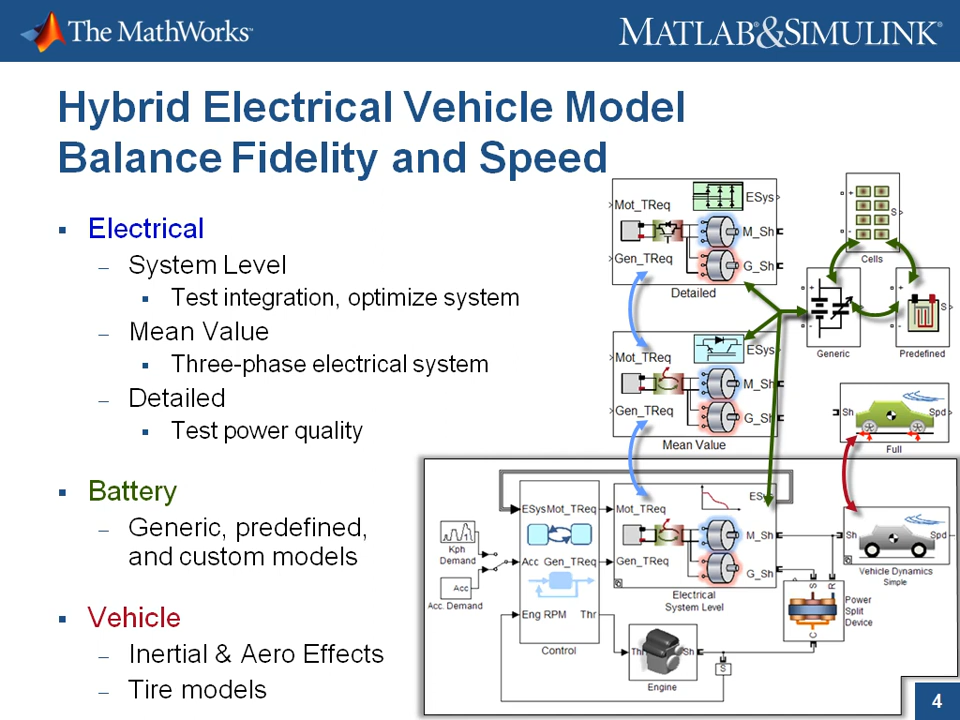 The MathWorks™
MATLAB®&SIMULINK®
Hybrid Electrical Vehicle Model
Balance Fidelity and Speed
▪ Electrical
– System Level
▪ Test integration, optimize system
– Mean Value
▪ Three-phase electrical system
– Detailed
▪ Test power quality
▪ Battery
– Generic, predefined,
and custom models
▪ Vehicle
– Inertial & Aero Effects
– Tire models
Mot_TReq
ESys
M_Sh
Gen_TReq
G_Sh
Detailed
S
Cells
Generic
S
Predefined
Mot_TReq
ESys
M_Sh
Gen_TReq
G_Sh
Mean Value
Sh
Spd
Full
Kph
Demand
Acc
Acc. Demand
ESys
Mot_TReq
Acc
Gen_TReq
Eng RPM
Thr
Control
Mot_TReq
ESys
M_Sh
Gen_TReq
G_Sh
Electrical
System Level
Sh
Spd
Vehicle Dynamics
Simple
S
R
C
Power
Split
Device
Thr
Sh
Engine
S
4